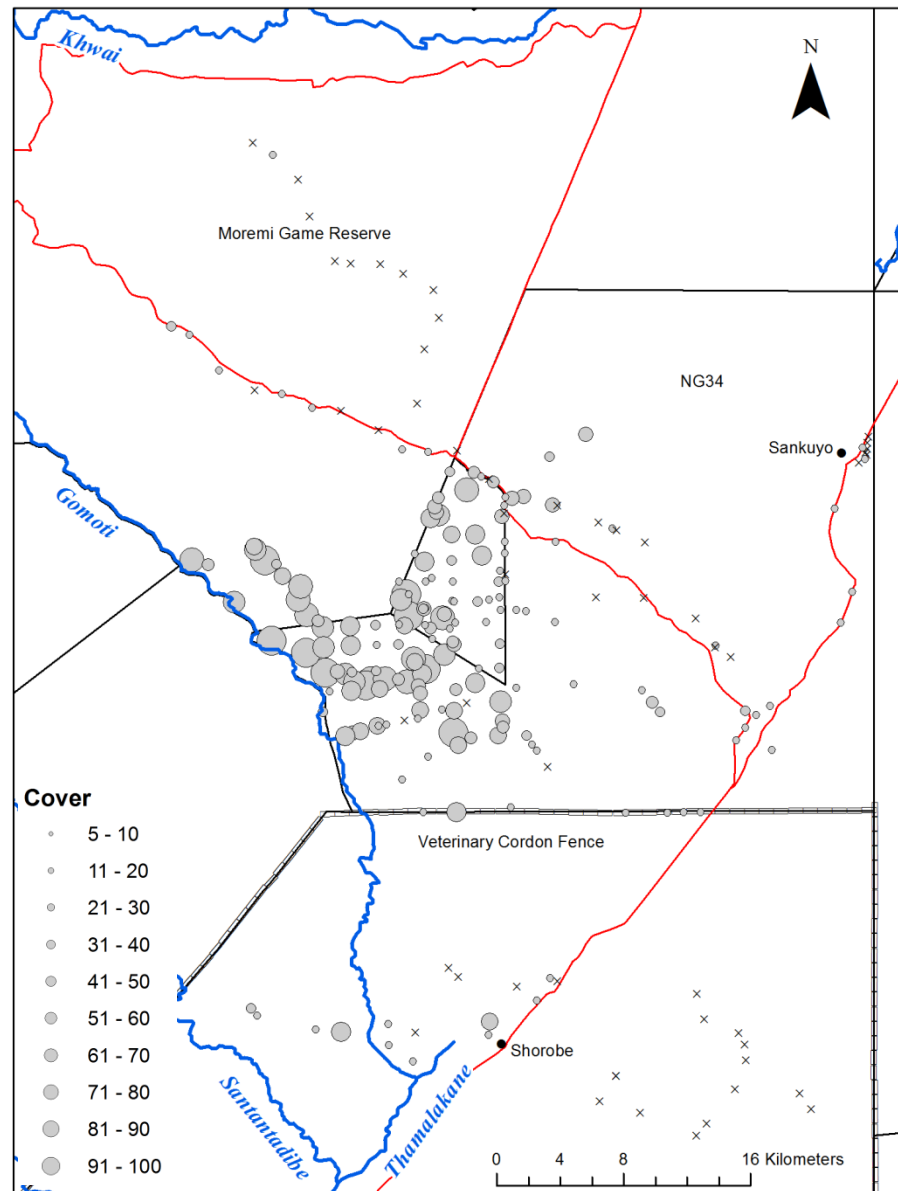 Khwai
N
Moremi Game Reserve
NG34
Sankuyo
Gomoti
Cover
5 - 10
11 - 20
21 - 30
31 - 40
41 - 50
51 - 60
61 - 70
71 - 80
81 - 90
91 - 100
Veterinary Cordon Fence
Shorobe
Santantadibe
Thamalakane
0 4 8 16 Kilometers